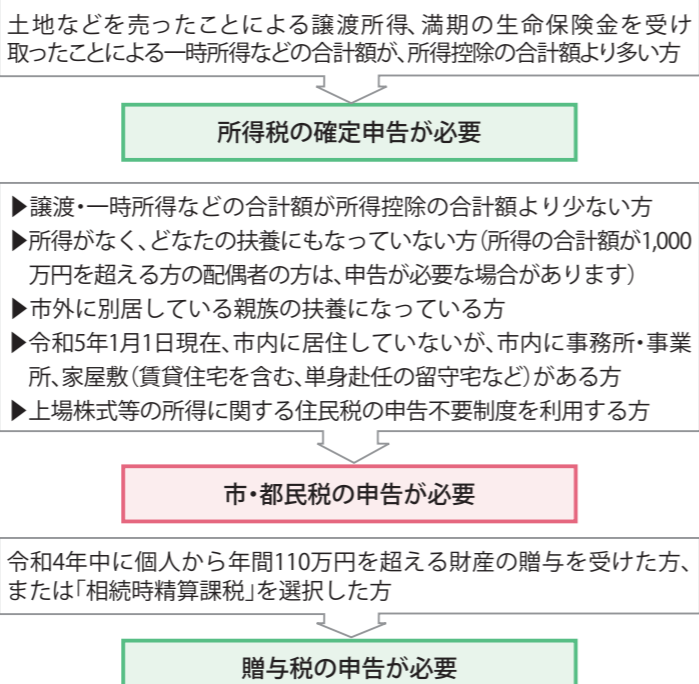 土地などを売ったことによる譲渡所得、満期の生命保険金を受け
取ったことによる一時所得などの合計額が、所得控除の合計額より多い方
所得税の確定申告が必要
▶譲渡・一時所得などの合計額が所得控除の合計額より少ない方
▶所得がなく、どなたの扶養にもなっていない方（所得の合計額が1,000
万円を超える方の配偶者の方は、申告が必要な場合があります）
▶市外に別居している親族の扶養になっている方
▶令和5年1月1日現在、市内に居住していないが、市内に事務所・事業
所、家屋敷（賃貸住宅を含む、単身赴任の留守宅など）がある方
▶上場株式等の所得に関する住民税の申告不要制度を利用する方
市・都民税の申告が必要
令和4年中に個人から年間110万円を超える財産の贈与を受けた方、
または「相続時精算課税」を選択した方
贈与税の申告が必要